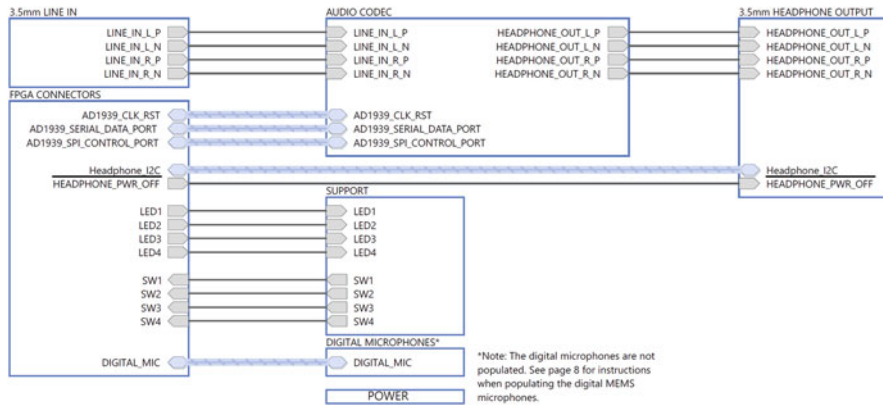 3.5mm LINE IN
AUDIO CODEC
3.5mm HEADPHONE OUTPUT
LINE_IN_L_P
LINE_IN_L_N
LINE_IN_R_P
LINE_IN_R_N
LINE_IN_L_P
LINE_IN_L_N
LINE_IN_R_P
LINE_IN_R_N
HEADPHONE_OUT_L_P
HEADPHONE_OUT_L_N
HEADPHONE_OUT_R_P
HEADPHONE_OUT_R_N
HEADPHONE_OUT_L_P
HEADPHONE_OUT_L_N
HEADPHONE_OUT_R_P
HEADPHONE_OUT_R_N
FPGA CONNECTORS
AD1939_CLK_RST
AD1939_SERIAL_DATA_PORT
AD1939_SPI_CONTROL_PORT
AD1939_CLK_RST
AD1939_SERIAL_DATA_PORT
AD1939_SPI_CONTROL_PORT
Headphone_I2C
HEADPHONE_PWR_OFF
Headphone_I2C
HEADPHONE_PWR_OFF
SUPPORT
LED1
LED2
LED3
LED4
LED1
LED2
LED3
LED4
SW1
SW2
SW3
SW4
SW1
SW2
SW3
SW4
DIGITAL MICROPHONES*
DIGITAL_MIC
DIGITAL_MIC
*Note: The digital microphones are not
populated. See page 8 for instructions
when populating the digital MEMS
microphones.
POWER